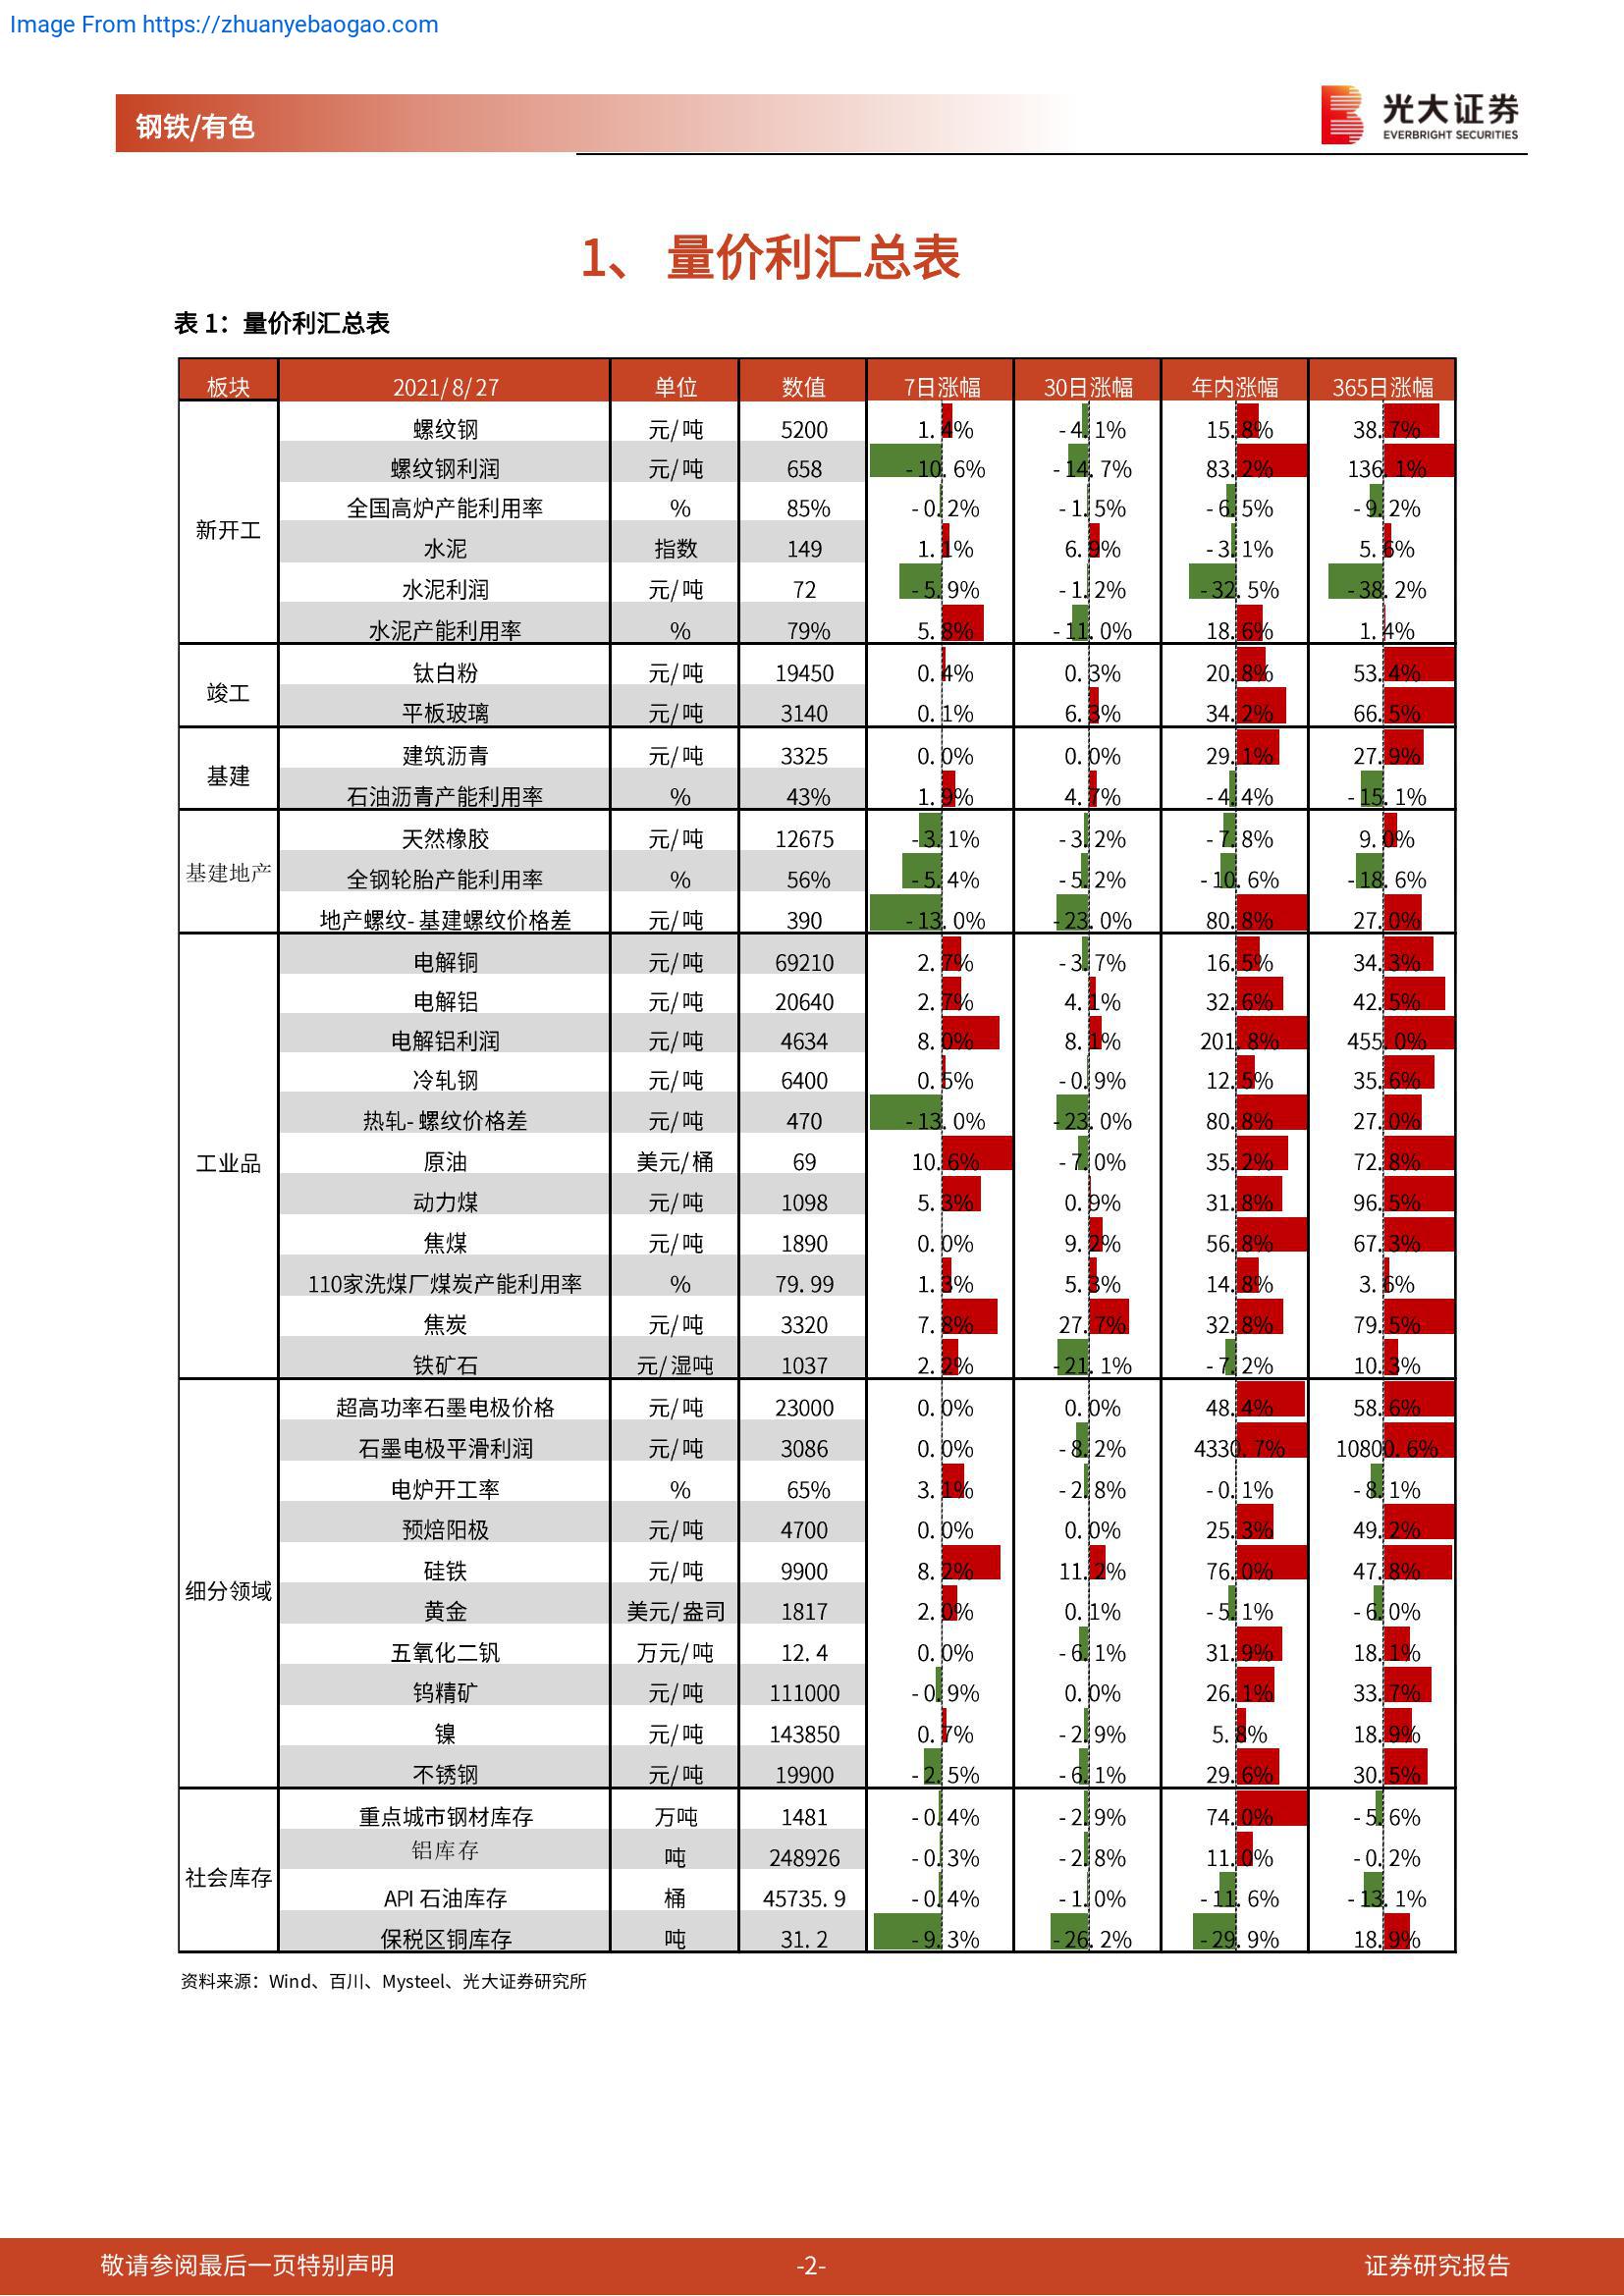 Image From https://zhuanyebaogao.com
钢铁/有色
光大证券
EVERBRIGHT SECURITIES
1、 量价利汇总表
表 1：量价利汇总表
板块 2021/8/27 单位 数值 7日涨幅 30日涨幅 年内涨幅 365日涨幅
新开工
螺纹钢 元/吨 5200 1.4% -4.1% 15.8% 38.7%
螺纹钢利润 元/吨 658 -10.6% -14.7% 83.2% 136.1%
全国高炉产能利用率 % 85% -0.2% -1.5% -6.5% -9.2%
水泥 指数 149 1.1% 6.9% -3.1% 5.6%
水泥利润 元/吨 72 -5.9% -1.2% -32.5% -38.2%
水泥产能利用率 % 79% 5.8% -11.0% 18.6% 1.4%
竣工
钛白粉 元/吨 19450 0.4% 0.3% 20.8% 53.4%
平板玻璃 元/吨 3140 0.1% 6.3% 34.2% 66.5%
基建
建筑沥青 元/吨 3325 0.0% 0.0% 29.1% 27.9%
石油沥青产能利用率 % 43% 1.9% 4.7% -4.4% -15.1%
基建地产
天然橡胶 元/吨 12675 -3.1% -3.2% -7.8% 9.0%
全钢轮胎产能利用率 % 56% -5.4% -5.2% -10.6% -18.6%
地产螺纹-基建螺纹价格差 元/吨 390 -13.0% -23.0% 80.8% 27.0%
工业品
电解铜 元/吨 69210 2.7% -3.7% 16.5% 34.3%
电解铝 元/吨 20640 2.7% 4.1% 32.6% 42.5%
电解铝利润 元/吨 4634 8.0% 8.1% 201.8% 455.0%
冷轧钢 元/吨 6400 0.5% -0.9% 12.5% 35.6%
热轧-螺纹价格差 元/吨 470 -13.0% -23.0% 80.8% 27.0%
原油 美元/桶 69 10.6% -7.0% 35.2% 72.8%
动力煤 元/吨 1098 5.3% 0.9% 31.8% 96.5%
焦煤 元/吨 1890 0.0% 9.2% 56.8% 67.3%
110家洗煤厂煤炭产能利用率 % 79.99 1.3% 5.3% 14.8% 3.6%
焦炭 元/吨 3320 7.8% 27.7% 32.8% 79.5%
铁矿石 元/湿吨 1037 2.2% -21.1% -7.2% 10.3%
细分领域
超高功率石墨电极价格 元/吨 23000 0.0% 0.0% 48.4% 58.6%
石墨电极平滑利润 元/吨 3086 0.0% -8.2% 4330.7% 10800.6%
电炉开工率 % 65% 3.1% -2.8% -0.1% -8.1%
预焙阳极 元/吨 4700 0.0% 0.0% 25.3% 49.2%
硅铁 元/吨 9900 8.2% 11.2% 76.0% 47.8%
黄金 美元/盎司 1817 2.0% 0.1% -5.1% -6.0%
五氧化二钒 万元/吨 12.4 0.0% -6.1% 31.9% 18.1%
钨精矿 元/吨 111000 -0.9% 0.0% 26.1% 33.7%
镍 元/吨 143850 0.7% -2.9% 5.8% 18.9%
不锈钢 元/吨 19900 -2.5% -6.1% 29.6% 30.5%
社会库存
重点城市钢材库存 万吨 1481 -0.4% -2.9% 74.0% -5.6%
铝库存 吨 248926 -0.3% -2.8% 11.0% -0.2%
API 石油库存 桶 45735.9 -0.4% -1.0% -11.6% -13.1%
保税区铜库存 吨 31.2 -9.3% -26.2% -29.9% 18.9%
资料来源：Wind、百川、Mysteel、光大证券研究所
敬请参阅最后一页特别声明 -2- 证券研究报告